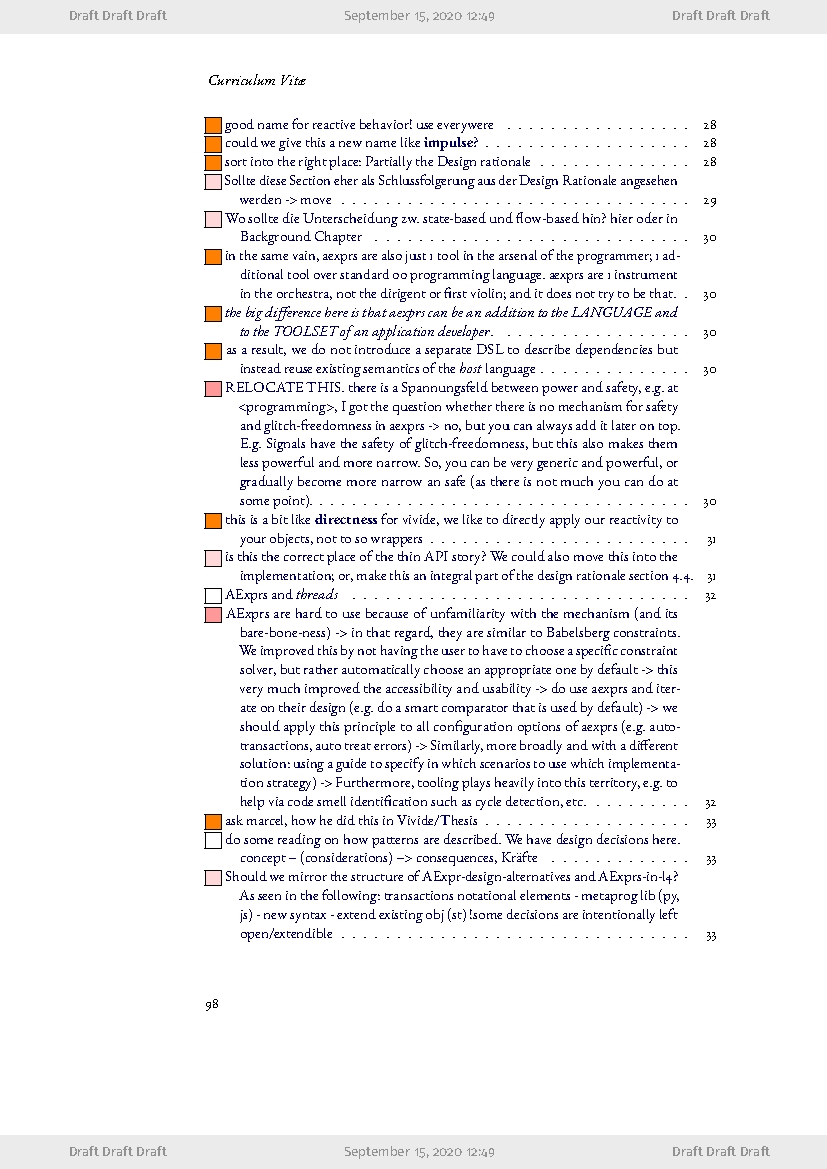 Draft Draft Draft September 15, 2020 12:49 Draft Draft Draft
Curriculum Vitæ
good name for reactive behavior! use everywere . . . . . . . . . . . . . . . . . 28
could we give this a new name like impulse? . . . . . . . . . . . . . . . . . . . 28
sort into the right place: Partially the Design rationale . . . . . . . . . . . . . . 28
Sollte diese Section eher als Schlussfolgerung aus der Design Rationale angesehen
werden -> move . . . . . . . . . . . . . . . . . . . . . . . . . . . . . . . . . 29
Wo sollte die Unterscheidung zw. state-based und flow-based hin? hier oder in
Background Chapter . . . . . . . . . . . . . . . . . . . . . . . . . . . . . . 30
in the same vain, aexprs are also just 1 tool in the arsenal of the programmer; 1 ad-
ditional tool over standard oo programming language. aexprs are 1 instrument
in the orchestra, not the dirigent or first violin; and it does not try to be that. . 30
the big difference here is that aexprs can be an addition to the LANGUAGE and
to the TOOLSET of an application developer. . . . . . . . . . . . . . . . . . . 30
as a result, we do not introduce a separate DSL to describe dependencies but
instead reuse existing semantics of the host language . . . . . . . . . . . . . . 30
RELOCATE THIS. there is a Spannungsfeld between power and safety, e.g. at
<programming>, I got the question whether there is no mechanism for safety
and glitch-freedomness in aexprs -> no, but you can always add it later on top.
E.g. Signals have the safety of glitch-freedomness, but this also makes them
less powerful and more narrow. So, you can be very generic and powerful, or
gradually become more narrow an safe (as there is not much you can do at
some point). . . . . . . . . . . . . . . . . . . . . . . . . . . . . . . . . . . . 30
this is a bit like directness for vivide, we like to directly apply our reactivity to
your objects, not to so wrappers . . . . . . . . . . . . . . . . . . . . . . . . . 31
is this the correct place of the thin API story? We could also move this into the
implementation; or, make this an integral part of the design rationale section 4.4. 31
AExprs and threads . . . . . . . . . . . . . . . . . . . . . . . . . . . . . . . . 32
AExprs are hard to use because of unfamiliarity with the mechanism (and its
bare-bone-ness) -> in that regard, they are similar to Babelsberg constraints.
We improved this by not having the user to have to choose a specific constraint
solver, but rather automatically choose an appropriate one by default -> this
very much improved the accessibility and usability -> do use aexprs and iter-
ate on their design (e.g. do a smart comparator that is used by default) -> we
should apply this principle to all configuration options of aexprs (e.g. auto-
transactions, auto treat errors) -> Similarly, more broadly and with a different
solution: using a guide to specify in which scenarios to use which implementa-
tion strategy) -> Furthermore, tooling plays heavily into this territory, e.g. to
help via code smell identification such as cycle detection, etc. . . . . . . . . . . 32
ask marcel, how he did this in Vivide/Thesis . . . . . . . . . . . . . . . . . . . 33
do some reading on how patterns are described. We have design decisions here.
concept – (considerations) –> consequences, Kräfte . . . . . . . . . . . . . 33
Should we mirror the structure of AExpr-design-alternatives and AExprs-in-l4?
As seen in the following: transactions notational elements - metaprog lib (py,
js) - new syntax - extend existing obj (st) !some decisions are intentionally left
open/extendible . . . . . . . . . . . . . . . . . . . . . . . . . . . . . . . . . 33
98
Draft Draft Draft September 15, 2020 12:49 Draft Draft Draft